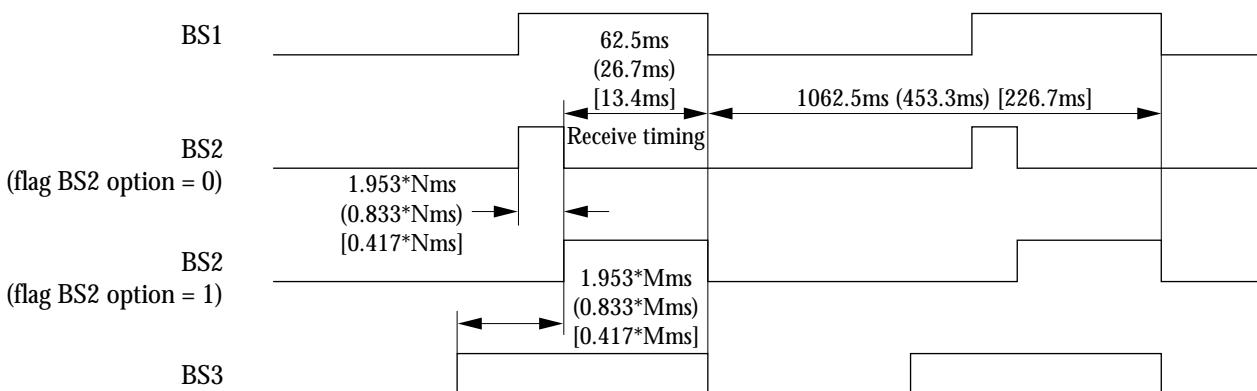 BS1
62.5ms
(26.7ms)
[13.4ms]
1062.5ms (453.3ms) [226.7ms]
Receive timing
BS2
(flag BS2 option = 0)
1.953*Nms
(0.833*Nms)
[0.417*Nms]
BS2
(flag BS2 option = 1)
1.953*Mms
(0.833*Mms)
[0.417*Mms]
BS3